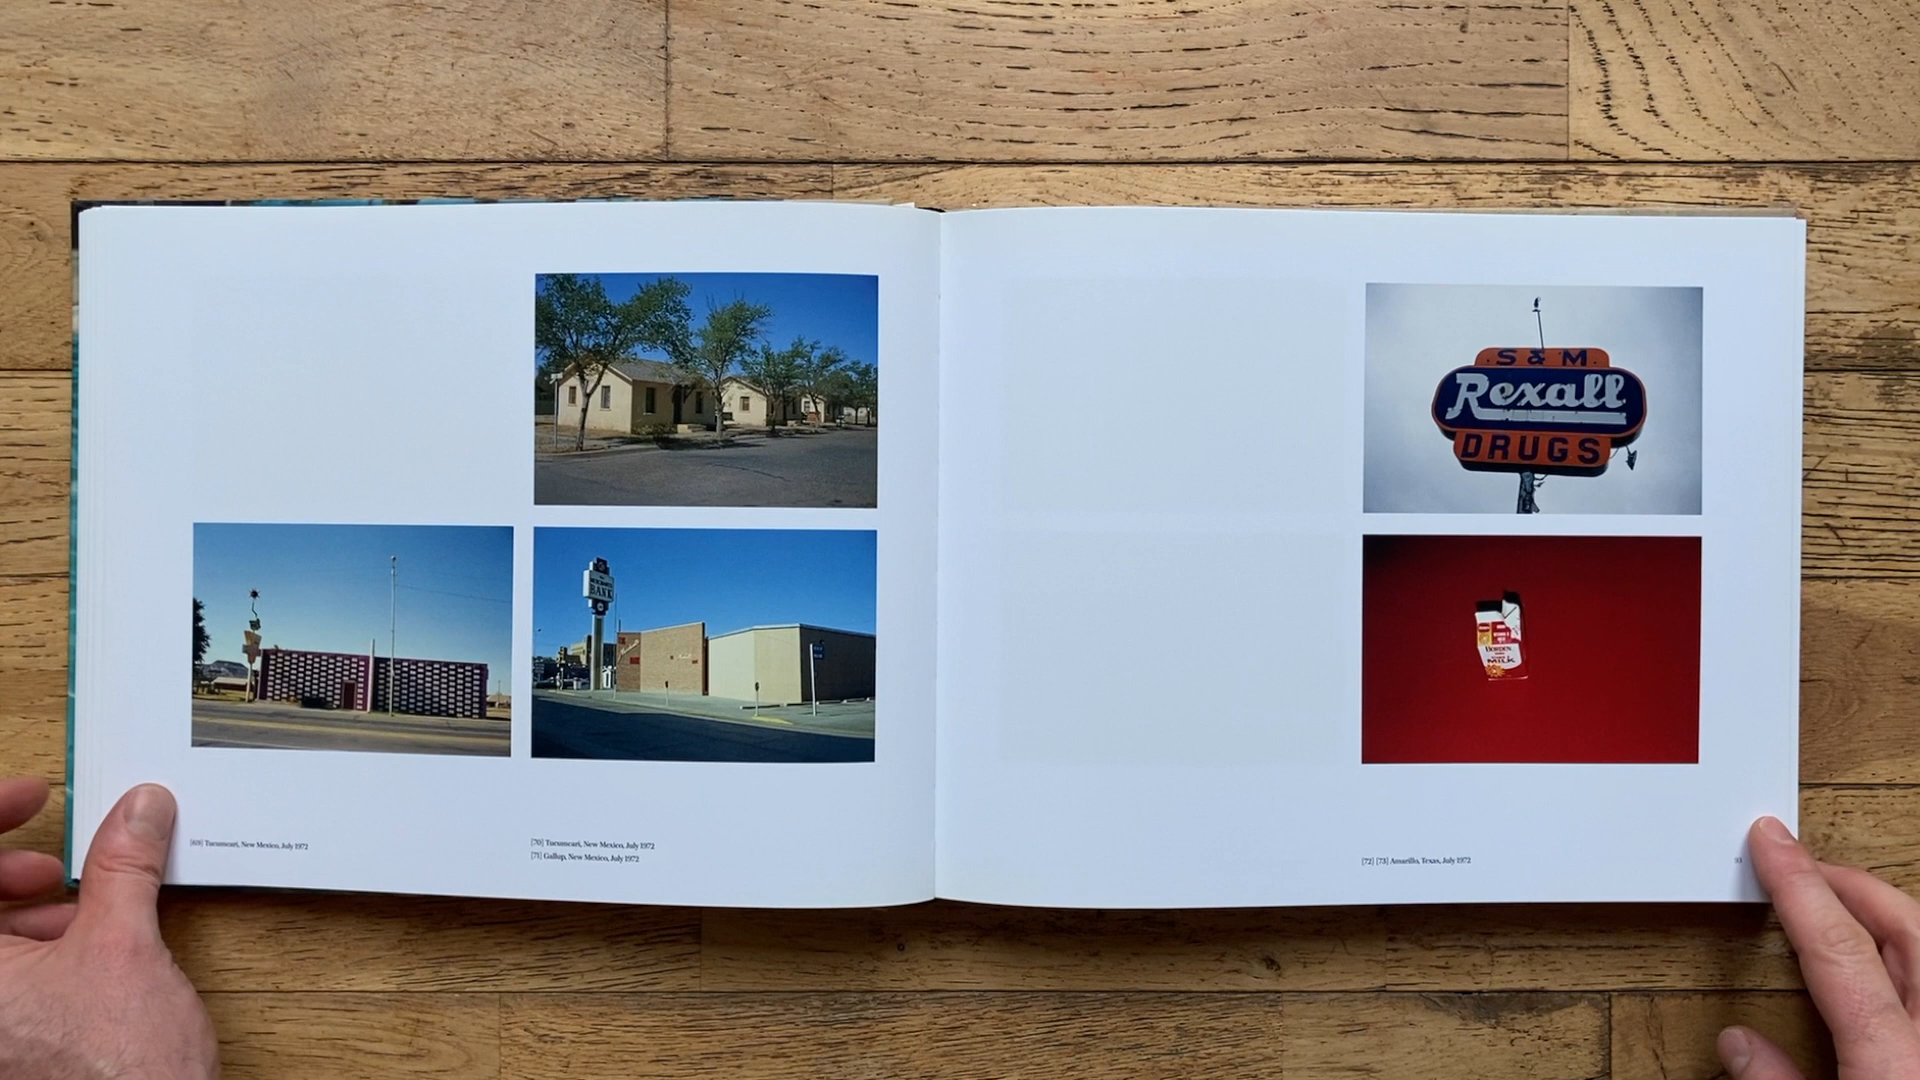 S & M
Rexall
DRUGS
BANK
BORDEN
MILK
[69] Tucumcari, New Mexico, July 1972
[70] Tucumcari, New Mexico, July 1972
[71] Gallup, New Mexico, July 1972
[72] [73] Amarillo, Texas, July 1972